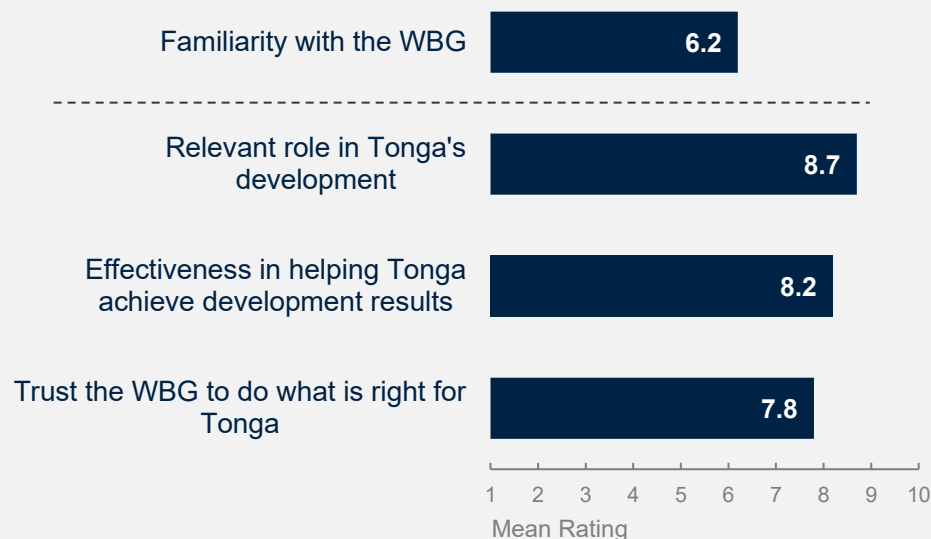 Familiarity with the WBG
6.2
Relevant role in Tonga's
development
8.7
Effectiveness in helping Tonga
achieve development results
8.2
Trust the WBG to do what is right for
Tonga
7.8
1 2 3 4 5 6 7 8 9 10
Mean Rating